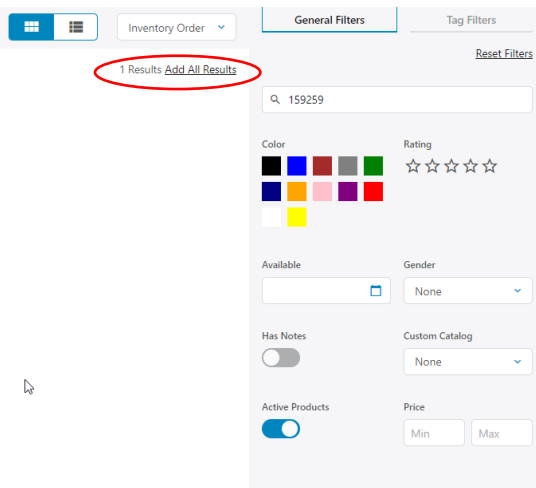 Inventory Order
General Filters
Tag Filters
Reset Filters
1 Results Add All Results
159259
Color
Rating
Available
Gender
None
Has Notes
Custom Catalog
None
Active Products
Price
Min
Max